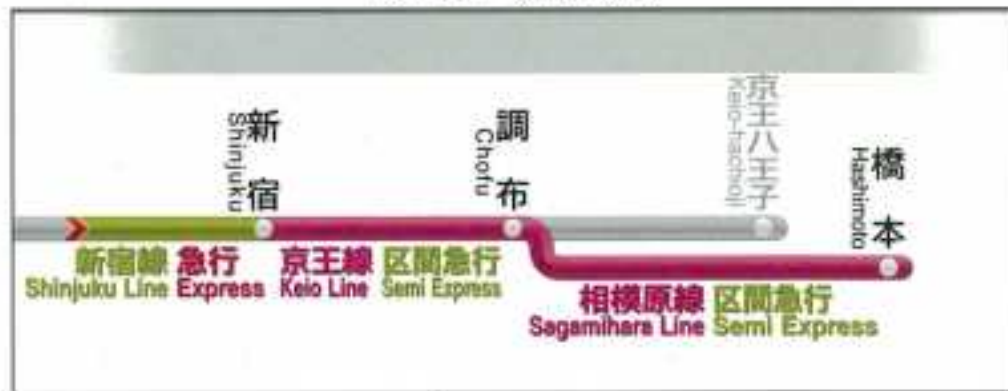 新宿
Shinjuku
調布
Chofu
京王八王子
Keio-hachioji
橋本
Hashimoto
新宿線 急行
Shinjuku Line Express
京王線 区間急行
Keio Line Semi Express
相模原線 区間急行
Sagamihara Line Semi Express